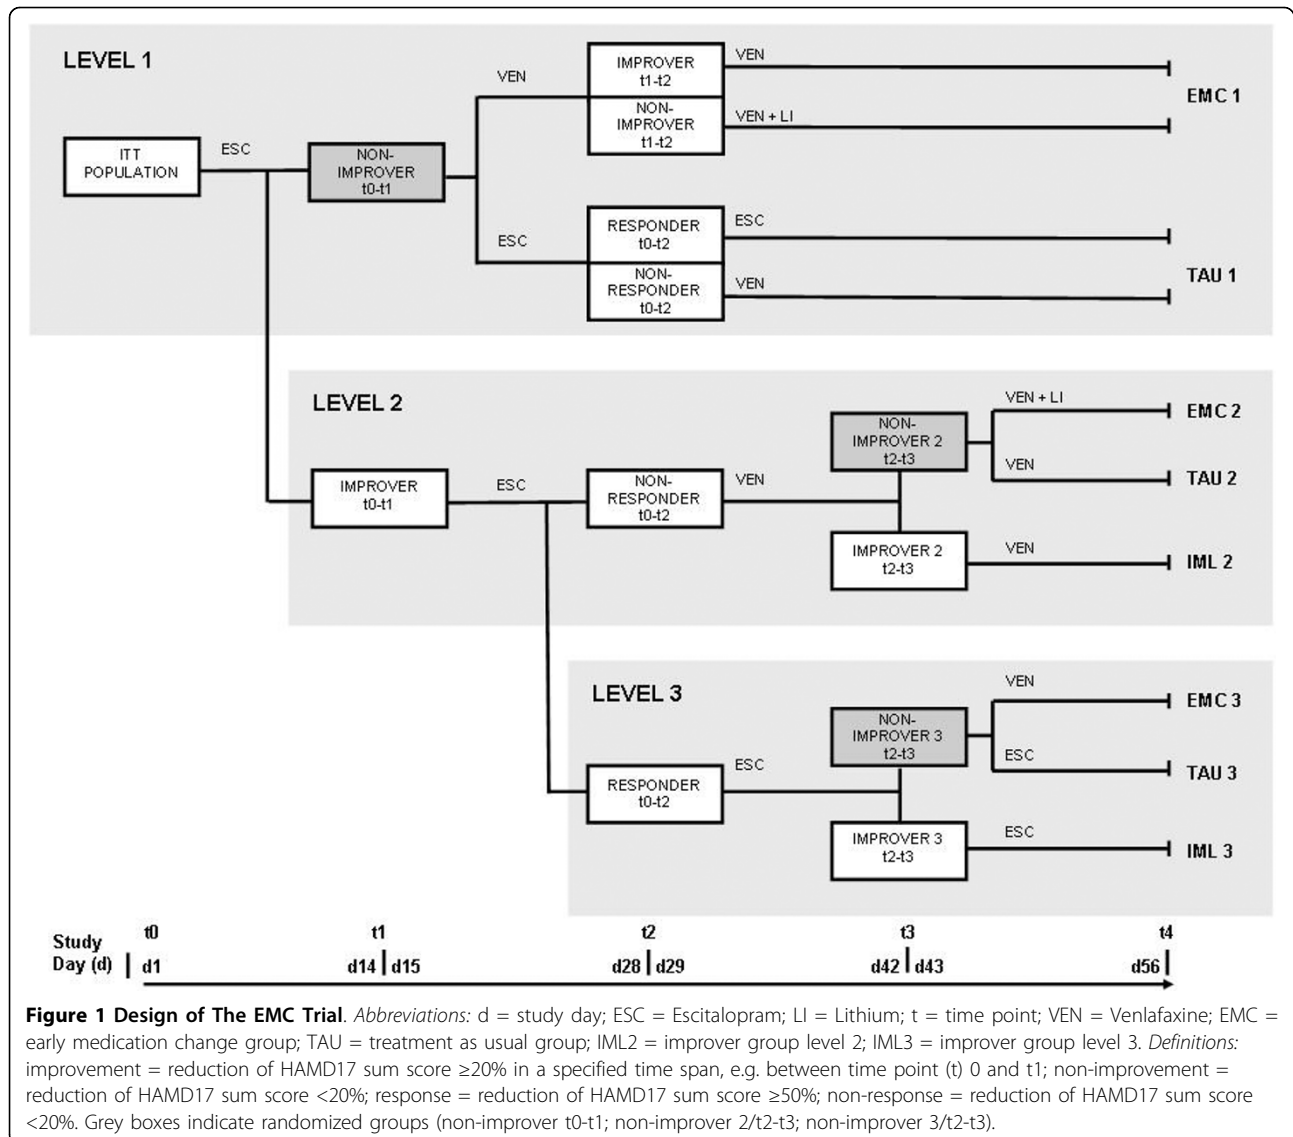 LEVEL 1
ITT
POPULATION
ESC
NON-
IMPROVER
t0-t1
VEN
IMPROVER
t1-t2
VEN
NON-
IMPROVER
t1-t2
VEN + LI
EMC 1
ESC
RESPONDER
t0-t2
ESC
NON-
RESPONDER
t0-t2
VEN
TAU 1
LEVEL 2
IMPROVER
t0-t1
ESC
NON-
RESPONDER
t0-t2
VEN
NON-
IMPROVER 2
t2-t3
VEN + LI
EMC 2
VEN
TAU 2
IMPROVER 2
t2-t3
VEN
IML 2
LEVEL 3
RESPONDER
t0-t2
ESC
NON-
IMPROVER 3
t2-t3
VEN
EMC 3
ESC
TAU 3
IMPROVER 3
t2-t3
ESC
IML 3
t0 t1 t2 t3 t4
Study
Day (d) d1 d14 d15 d28 d29 d42 d43 d56
Figure 1 Design of The EMC Trial. Abbreviations: d = study day; ESC = Escitalopram; LI = Lithium; t = time point; VEN = Venlafaxine; EMC =
early medication change group; TAU = treatment as usual group; IML2 = improver group level 2; IML3 = improver group level 3. Definitions:
improvement = reduction of HAMD17 sum score ≥20% in a specified time span, e.g. between time point (t) 0 and t1; non-improvement =
reduction of HAMD17 sum score <20%; response = reduction of HAMD17 sum score ≥50%; non-response = reduction of HAMD17 sum score
<20%. Grey boxes indicate randomized groups (non-improver t0-t1; non-improver 2/t2-t3; non-improver 3/t2-t3).